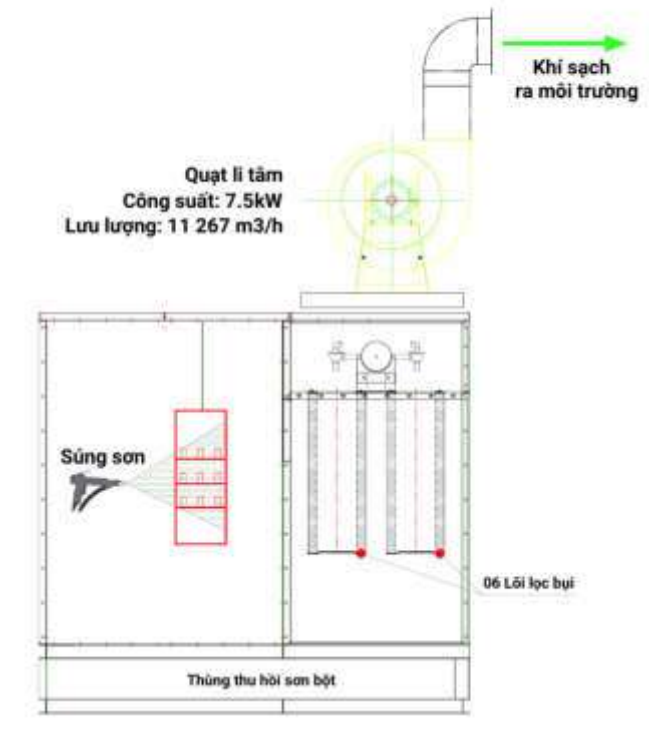 Khí sạch
ra môi trường
Quạt li tâm
Công suất: 7.5kW
Lưu lượng: 11 267 m3/h
Súng sơn
06 Lõi lọc bụi
Thùng thu hồi sơn bột